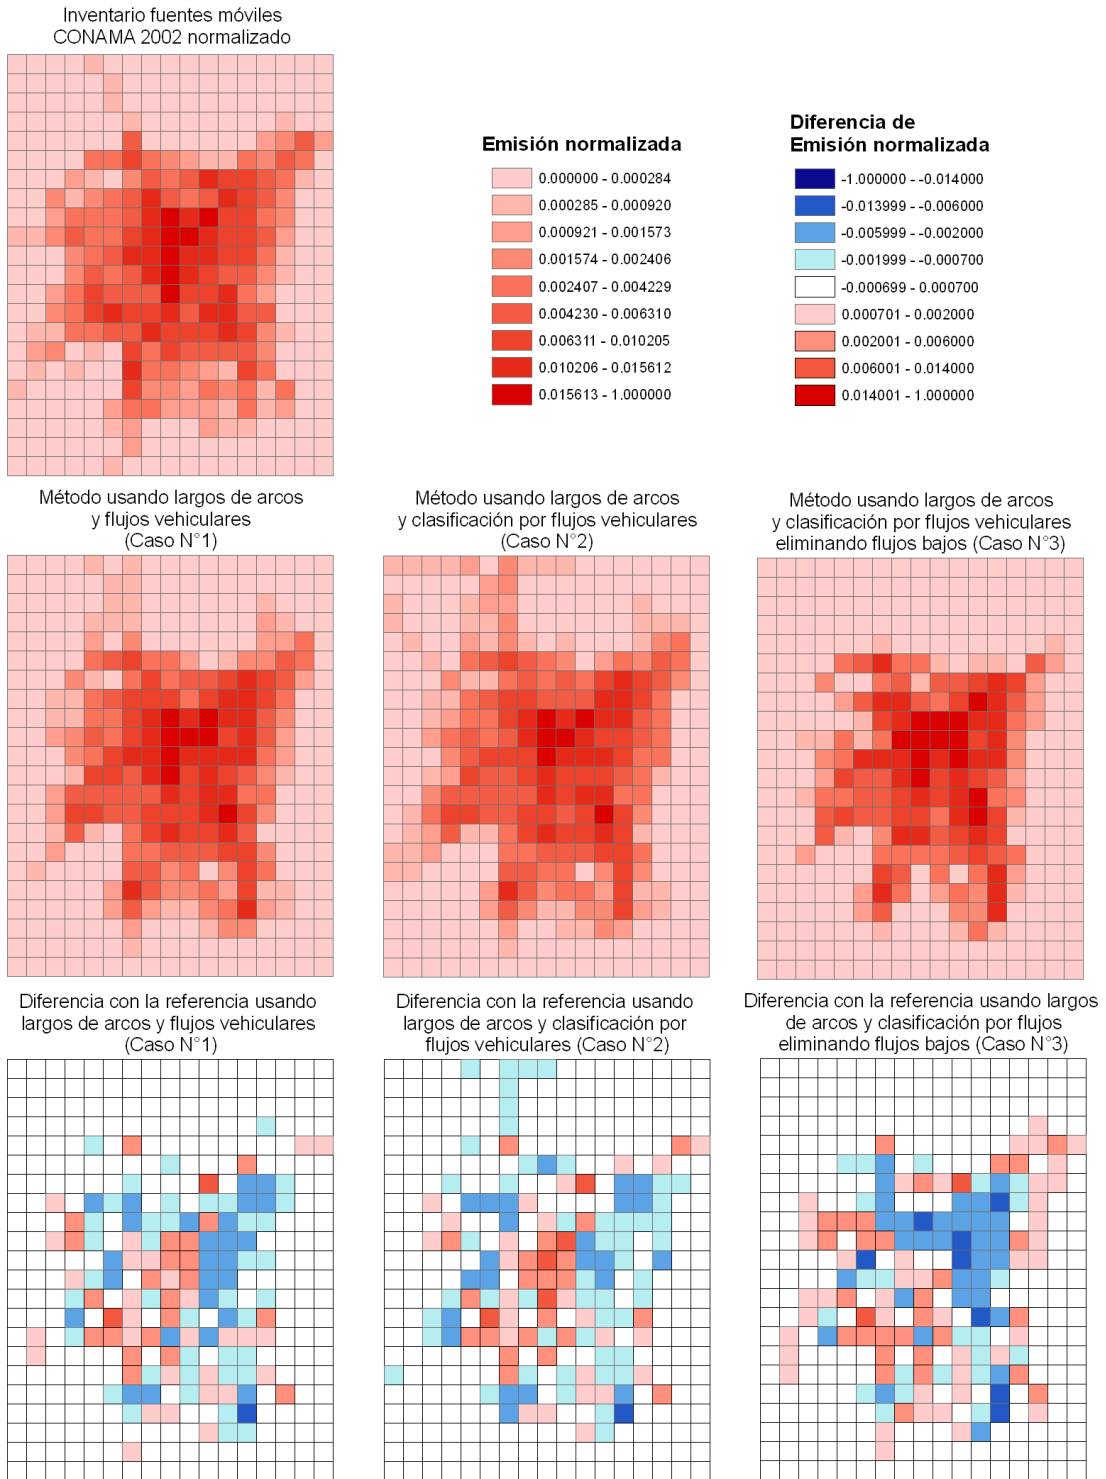 Inventario fuentes móviles
CONAMA 2002 normalizado
Emisión normalizada
0.000000 - 0.000284
0.000285 - 0.000920
0.000921 - 0.001573
0.001574 - 0.002406
0.002407 - 0.004229
0.004230 - 0.006310
0.006311 - 0.010205
0.010206 - 0.015612
0.015613 - 1.000000
Diferencia de
Emisión normalizada
-1.000000 - -0.014000
-0.013999 - -0.006000
-0.005999 - -0.002000
-0.001999 - -0.000700
-0.000699 - 0.000700
0.000701 - 0.002000
0.002001 - 0.006000
0.006001 - 0.014000
0.014001 - 1.000000
Método usando largos de arcos
y flujos vehiculares
(Caso N°1)
Método usando largos de arcos
y clasificación por flujos vehiculares
(Caso N°2)
Método usando largos de arcos
y clasificación por flujos vehiculares
eliminando flujos bajos (Caso N°3)
Diferencia con la referencia usando
largos de arcos y flujos vehiculares
(Caso N°1)
Diferencia con la referencia usando
largos de arcos y clasificación por
flujos vehiculares (Caso N°2)
Diferencia con la referencia usando largos
de arcos y clasificación por flujos
eliminando flujos bajos (Caso N°3)